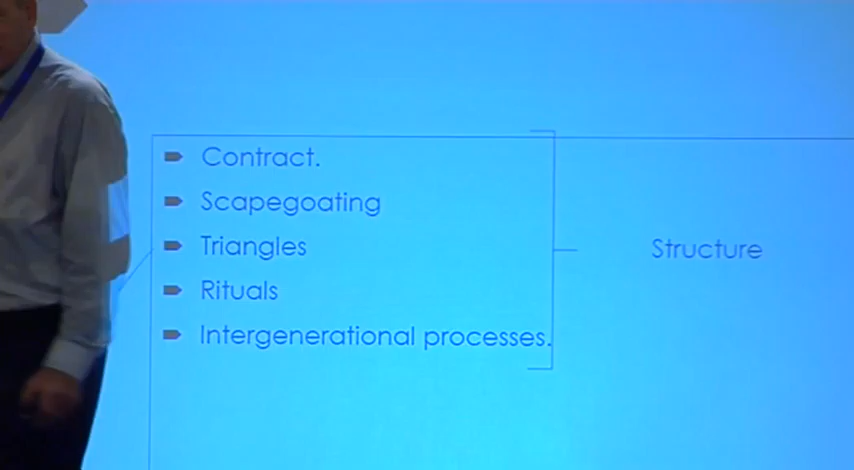 Contract.
Scapegoating
Triangles
Rituals
Intergenerational processes.
Structure